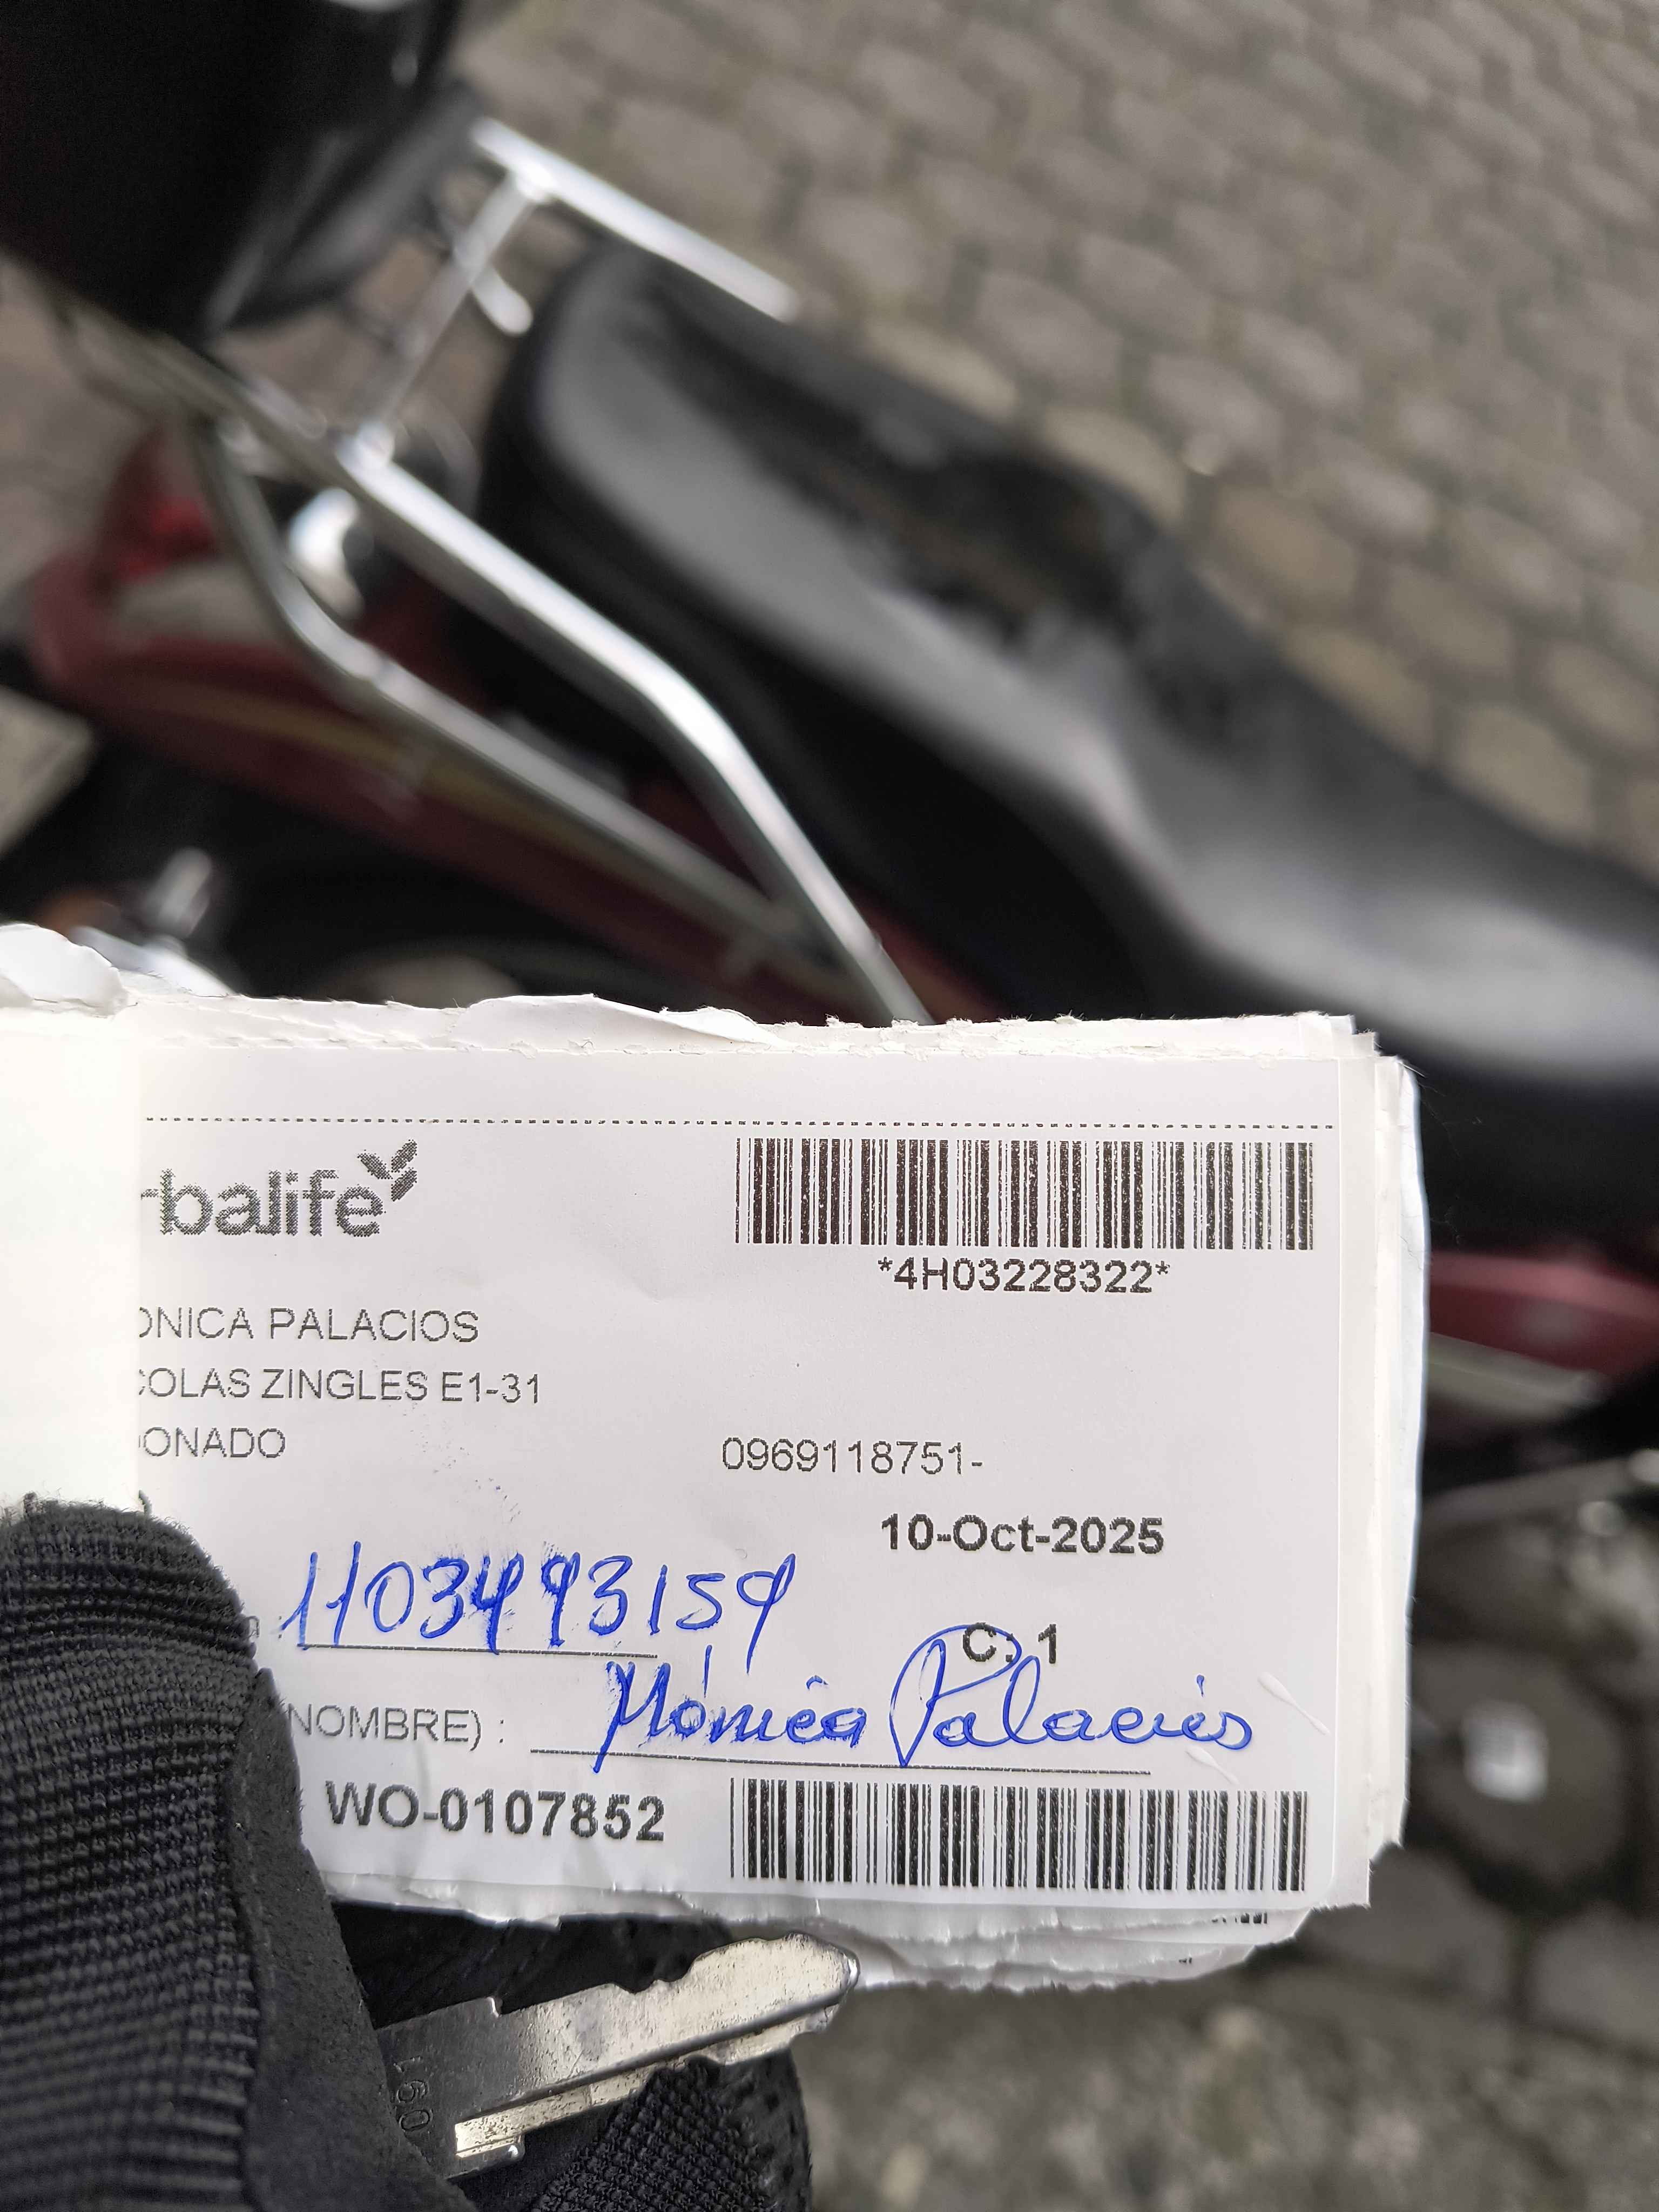 rbalife
*4H03228322*
ONICA PALACIOS
COLAS ZINGLES E1-31
ONADO
0969118751-
10-Oct-2025
1103493159
C. 1
(NOMBRE) : Mónica Palacios
WO-0107852
160